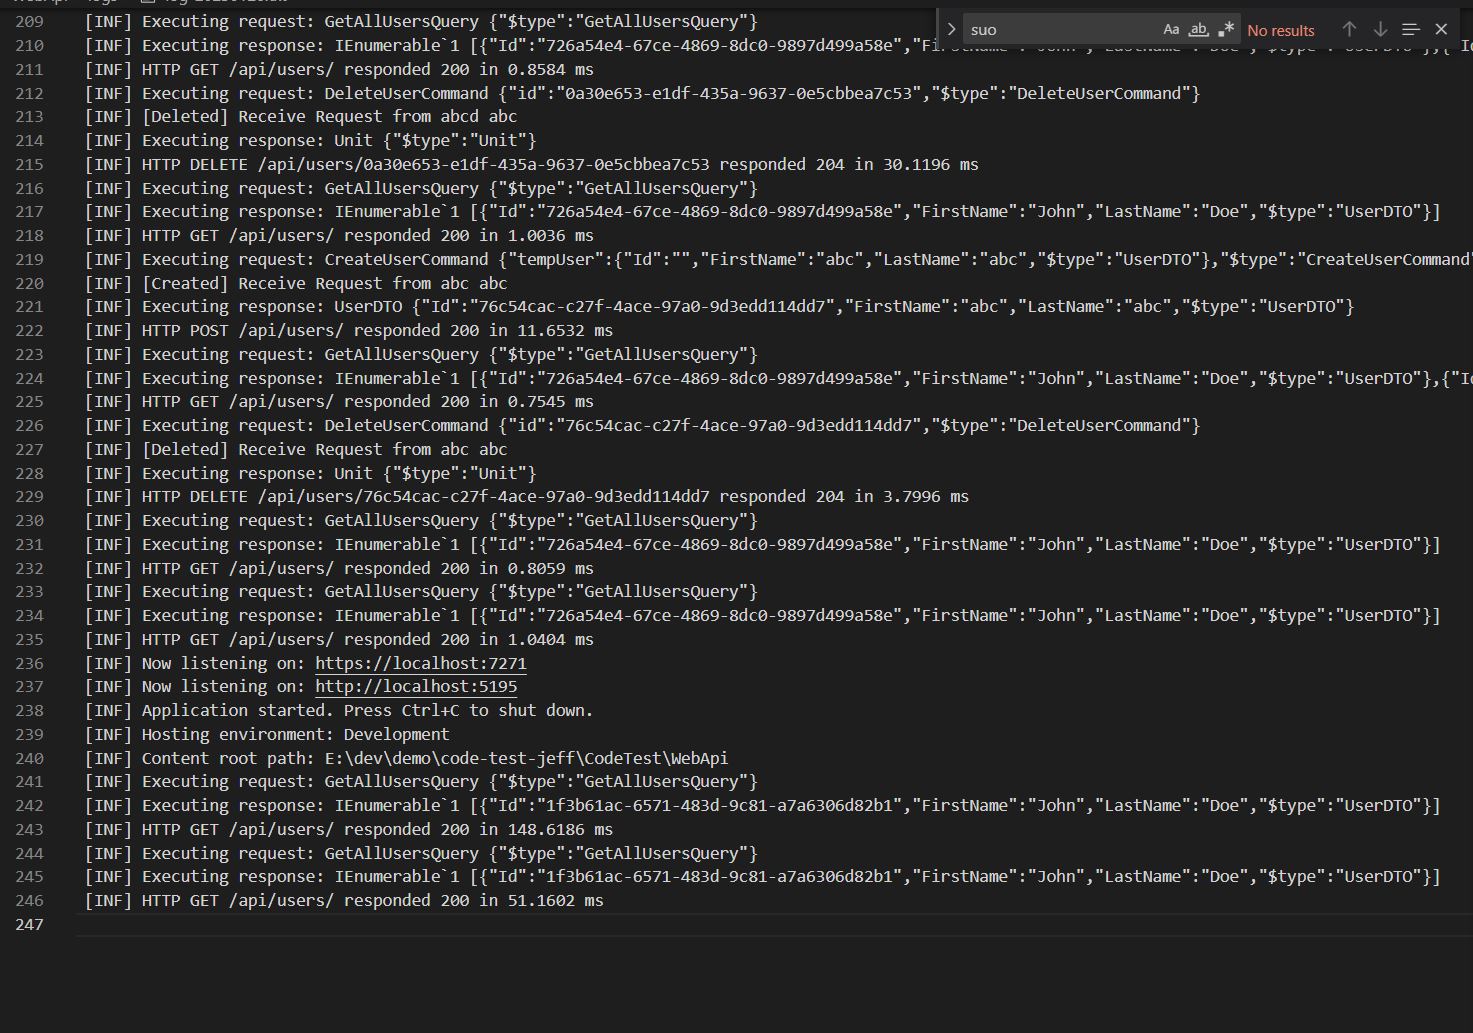 209 [INF] Executing request: GetAllUsersQuery {"$type":"GetAllUsersQuery"}
suo
Aa ab .* No results
210 [INF] Executing response: IEnumerable`1 [{"Id":"726a54e4-67ce-4869-8dc0-9897d499a58e","Fi
211 [INF] HTTP GET /api/users/ responded 200 in 0.8584 ms
212 [INF] Executing request: DeleteUserCommand {"id":"0a30e653-e1df-435a-9637-0e5cbbea7c53","$type":"DeleteUserCommand"}
213 [INF] [Deleted] Receive Request from abcd abc
214 [INF] Executing response: Unit {"$type":"Unit"}
215 [INF] HTTP DELETE /api/users/0a30e653-e1df-435a-9637-0e5cbbea7c53 responded 204 in 30.1196 ms
216 [INF] Executing request: GetAllUsersQuery {"$type":"GetAllUsersQuery"}
217 [INF] Executing response: IEnumerable`1 [{"Id":"726a54e4-67ce-4869-8dc0-9897d499a58e","FirstName":"John","LastName":"Doe","$type":"UserDTO"}]
218 [INF] HTTP GET /api/users/ responded 200 in 1.0036 ms
219 [INF] Executing request: CreateUserCommand {"tempUser":{"Id":"","FirstName":"abc","LastName":"abc","$type":"UserDTO"},"$type":"CreateUserCommand"
220 [INF] [Created] Receive Request from abc abc
221 [INF] Executing response: UserDTO {"Id":"76c54cac-c27f-4ace-97a0-9d3edd114dd7","FirstName":"abc","LastName":"abc","$type":"UserDTO"}
222 [INF] HTTP POST /api/users/ responded 200 in 11.6532 ms
223 [INF] Executing request: GetAllUsersQuery {"$type":"GetAllUsersQuery"}
224 [INF] Executing response: IEnumerable`1 [{"Id":"726a54e4-67ce-4869-8dc0-9897d499a58e","FirstName":"John","LastName":"Doe","$type":"UserDTO"},{"Id
225 [INF] HTTP GET /api/users/ responded 200 in 0.7545 ms
226 [INF] Executing request: DeleteUserCommand {"id":"76c54cac-c27f-4ace-97a0-9d3edd114dd7","$type":"DeleteUserCommand"}
227 [INF] [Deleted] Receive Request from abc abc
228 [INF] Executing response: Unit {"$type":"Unit"}
229 [INF] HTTP DELETE /api/users/76c54cac-c27f-4ace-97a0-9d3edd114dd7 responded 204 in 3.7996 ms
230 [INF] Executing request: GetAllUsersQuery {"$type":"GetAllUsersQuery"}
231 [INF] Executing response: IEnumerable`1 [{"Id":"726a54e4-67ce-4869-8dc0-9897d499a58e","FirstName":"John","LastName":"Doe","$type":"UserDTO"}]
232 [INF] HTTP GET /api/users/ responded 200 in 0.8059 ms
233 [INF] Executing request: GetAllUsersQuery {"$type":"GetAllUsersQuery"}
234 [INF] Executing response: IEnumerable`1 [{"Id":"726a54e4-67ce-4869-8dc0-9897d499a58e","FirstName":"John","LastName":"Doe","$type":"UserDTO"}]
235 [INF] HTTP GET /api/users/ responded 200 in 1.0404 ms
236 [INF] Now listening on: https://localhost:7271
237 [INF] Now listening on: http://localhost:5195
238 [INF] Application started. Press Ctrl+C to shut down.
239 [INF] Hosting environment: Development
240 [INF] Content root path: E:\dev\demo\code-test-jeff\CodeTest\WebApi
241 [INF] Executing request: GetAllUsersQuery {"$type":"GetAllUsersQuery"}
242 [INF] Executing response: IEnumerable`1 [{"Id":"1f3b61ac-6571-483d-9c81-a7a6306d82b1","FirstName":"John","LastName":"Doe","$type":"UserDTO"}]
243 [INF] HTTP GET /api/users/ responded 200 in 148.6186 ms
244 [INF] Executing request: GetAllUsersQuery {"$type":"GetAllUsersQuery"}
245 [INF] Executing response: IEnumerable`1 [{"Id":"1f3b61ac-6571-483d-9c81-a7a6306d82b1","FirstName":"John","LastName":"Doe","$type":"UserDTO"}]
246 [INF] HTTP GET /api/users/ responded 200 in 51.1602 ms
247